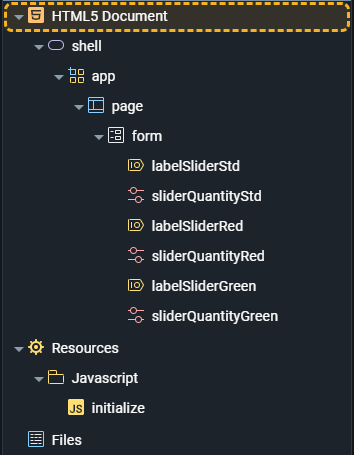 HTML5 Document
shell
app
page
form
labelSliderStd
sliderQuantityStd
labelSliderRed
sliderQuantityRed
labelSliderGreen
sliderQuantityGreen
Resources
Javascript
JS initialize
Files